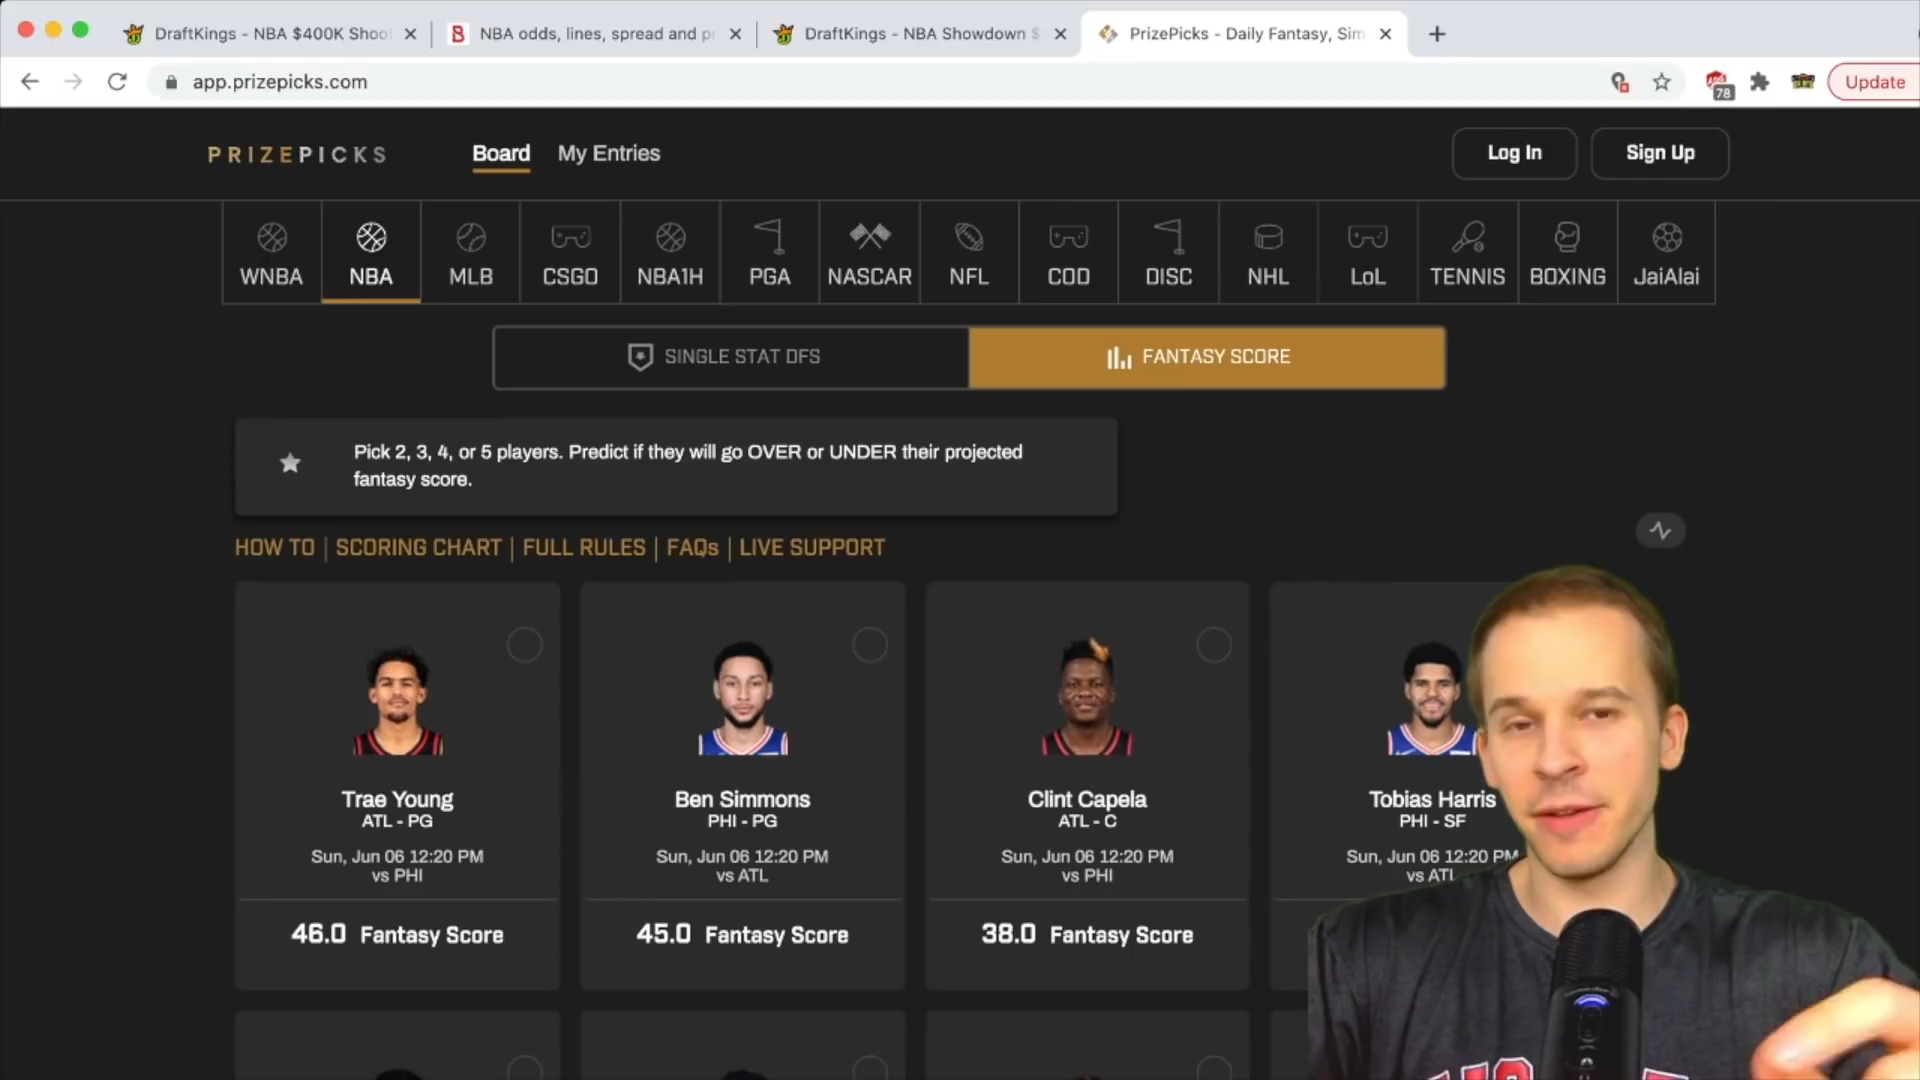 DraftKings - NBA $400K Shoo
NBA odds, lines, spread and pr
DraftKings - NBA Showdown $
PrizePicks - Daily Fantasy, Sim
app.prizepicks.com
78
Update
PRIZEPICKS
Board
My Entries
Log In
Sign Up
WNBA
NBA
MLB
CSGO
NBA1H
PGA
NASCAR
NFL
COD
DISC
NHL
LoL
TENNIS
BOXING
JaiAlai
SINGLE STAT DFS
FANTASY SCORE
Pick 2, 3, 4, or 5 players. Predict if they will go OVER or UNDER their projected
fantasy score.
HOW TO | SCORING CHART | FULL RULES | FAQs | LIVE SUPPORT
Trae Young
ATL - PG
Sun, Jun 06 12:20 PM
vs PHI
46.0 Fantasy Score
Ben Simmons
PHI - PG
Sun, Jun 06 12:20 PM
vs ATL
45.0 Fantasy Score
Clint Capela
ATL - C
Sun, Jun 06 12:20 PM
vs PHI
38.0 Fantasy Score
Tobias Harris
PHI - SF
Sun, Jun 06 12:20 PM
vs ATL